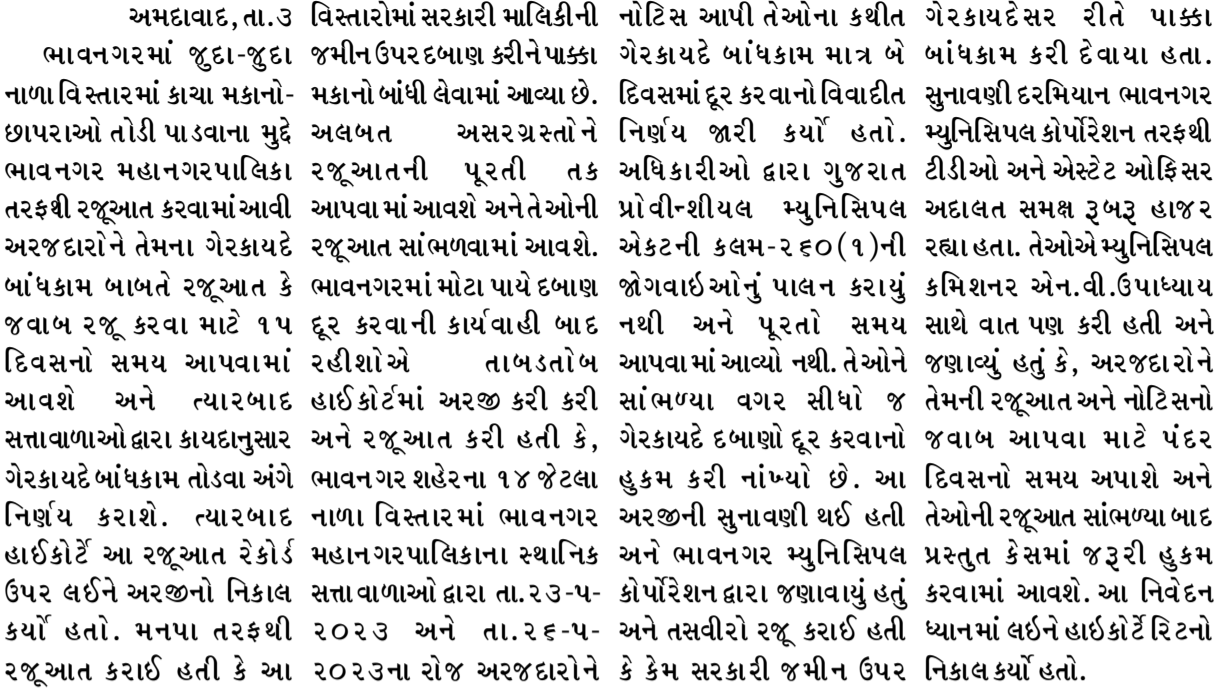 અમદાવાદ,તા.૩
ભાવનગરમાં જુદા-જુદા
નાળા વિસ્તારમાં કાચા મકાનો-
છાપરાઓ તોડી પાડવાના મુદ્દે
ભાવનગર મહાનગરપાલિકા
તરફથી રજૂઆત કરવામાં આવી
અરજદારોને તેમના ગેરકાયદે
બાંધકામ બાબતે રજૂઆત કે
જવાબ રજૂ કરવા માટે ૧૫
દિવસનો સમય આપવામાં
આવશે અને ત્યારબાદ
સત્તાવાળાઓ દ્વારા કાયદાનુસાર
ગેરકાયદે બાંધકામ તોડવા અંગે
નિર્ણય કરાશે. ત્યારબાદ
હાઈકોર્ટે આ રજૂઆત રેકોર્ડ
ઉપર લઈને અરજીનો નિકાલ
કર્યો હતો. મનપા તરફથી
રજૂઆત કરાઈ હતી કે આ
વિસ્તારોમાં સરકારી માલિકીની
જમીન ઉપર દબાણ કરીને પાક્કા
મકાનો બાંધી લેવામાં આવ્યા છે.
અલબત અસરગ્રસ્તોને
રજૂઆતની પૂરતી તક
આપવામાં આવશે અને તેઓની
રજૂઆત સાંભળવામાં આવશે.
ભાવનગરમાં મોટા પાયે દબાણ
દૂર કરવાની કાર્યવાહી બાદ
રહીશોએ તાબડતોબ
હાઈકોર્ટમાં અરજી કરી કરી
અને રજૂઆત કરી હતી કે,
ભાવનગર શહેરના ૧૪ જેટલા
નાળા વિસ્તારમાં ભાવનગર
મહાનગરપાલિકાના સ્થાનિક
સત્તાવાળાઓ દ્વારા તા.૨૩-૫-
૨૦૨૩ અને તા.૨૬-૫-
૨૦૨૩ના રોજ અરજદારોને
નોટિસ આપી તેઓના કથીત
ગેરકાયદે બાંધકામ માત્ર બે
દિવસમાં દૂર કરવાનો વિવાદીત
નિર્ણય જારી કર્યો હતો.
અધિકારીઓ દ્વારા ગુજરાત
પ્રોવીન્શીયલ મ્યુનિસિપલ
એકટની કલમ-૨૬૦(૧)ની
જોગવાઇઓનું પાલન કરાયું
નથી અને પૂરતો સમય
આપવામાં આવ્યો નથી. તેઓને
સાંભળ્યા વગર સીધો જ
ગેરકાયદે દબાણો દૂર કરવાનો
હુકમ કરી નાંખ્યો છે. આ
અરજીની સુનાવણી થઈ હતી
અને ભાવનગર મ્યુનિસિપલ
કોર્પોરેશન દ્વારા જણાવાયું હતું
અને તસવીરો રજૂ કરાઈ હતી
કે કેમ સરકારી જમીન ઉપર
ગેરકાયદેસર રીતે પાક્કા
બાંધકામ કરી દેવાયા હતા.
સુનાવણી દરમિયાન ભાવનગર
મ્યુનિસિપલ કોર્પોરેશન તરફથી
ટીડીઓ અને એસ્ટેટ ઓફિસર
અદાલત સમક્ષ રૂબરૂ હાજર
રહ્યા હતા. તેઓએ મ્યુનિસિપલ
કમિશનર એન.વી.ઉપાધ્યાય
સાથે વાત પણ કરી હતી અને
જણાવ્યું હતું કે, અરજદારોને
તેમની રજૂઆત અને નોટિસનો
જવાબ આપવા માટે પંદર
દિવસનો સમય અપાશે અને
તેઓની રજૂઆત સાંભળ્યા બાદ
પ્રસ્તુત કેસમાં જરૂરી હુકમ
કરવામાં આવશે. આ નિવેદન
ધ્યાનમાં લઇને હાઇકોર્ટે રિટનો
નિકાલ કર્યો હતો.